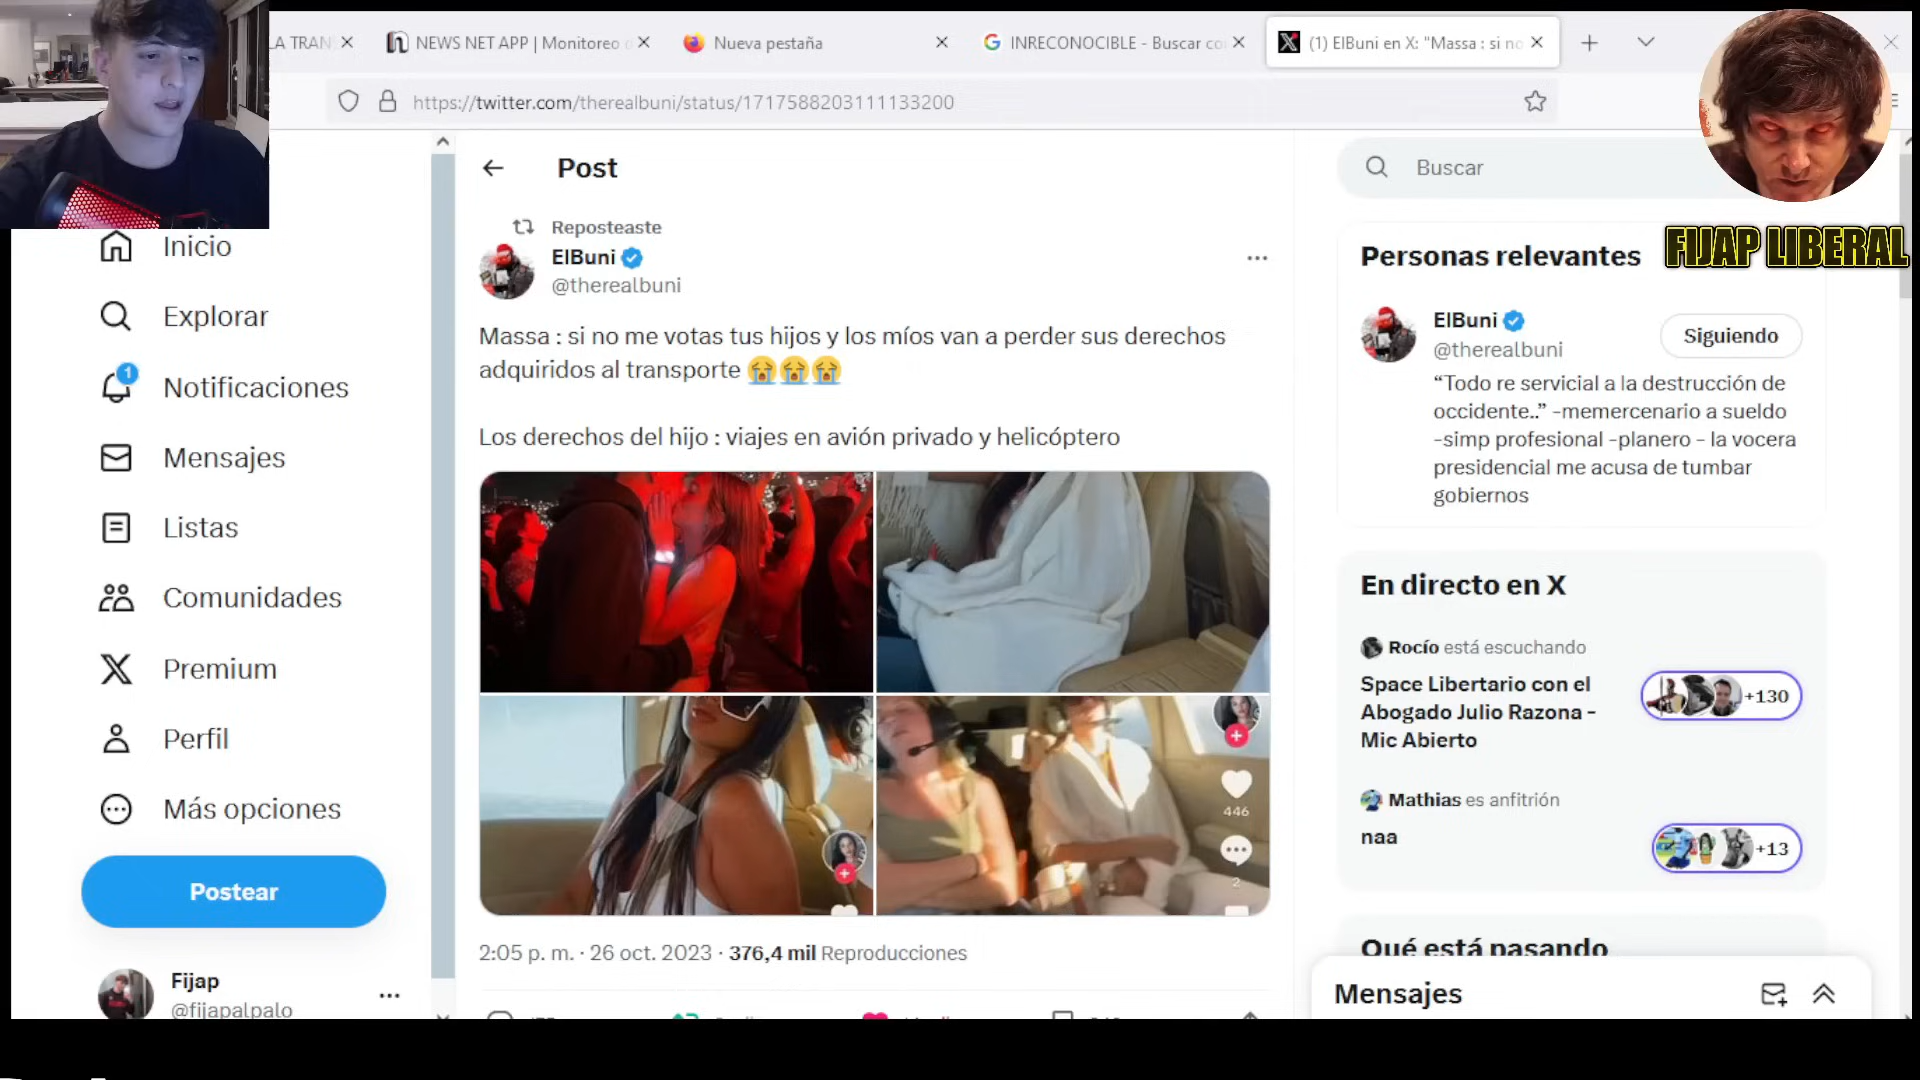 LA TRAN
NEWS NET APP | Monitoreo
Nueva pestaña
INRECONOCIBLE - Buscar co
(1) ElBuni en X: "Massa : si no
https://twitter.com/therealbuni/status/1717588203111133200
Post
Buscar
Reposteaste
ElBuni
@therealbuni
Massa : si no me votas tus hijos y los míos van a perder sus derechos
adquiridos al transporte 😭😭😭
Los derechos del hijo : viajes en avión privado y helicóptero
446
2
2:05 p. m. · 26 oct. 2023 · 376,4 mil Reproducciones
1
Inicio
Explorar
Notificaciones
Mensajes
Listas
Comunidades
Premium
Perfil
Más opciones
Postear
Fijap
@fijapalpalo
FIJAP LIBERAL
Personas relevantes
ElBuni
@therealbuni
Siguiendo
“Todo re servicial a la destrucción de
occidente..” -memercenario a sueldo
-simp profesional -planero - la vocera
presidencial me acusa de tumbar
gobiernos
En directo en X
Rocío está escuchando
Space Libertario con el
Abogado Julio Razona -
Mic Abierto
+130
Mathias es anfitrión
naa
+13
Qué está pasando
Mensajes